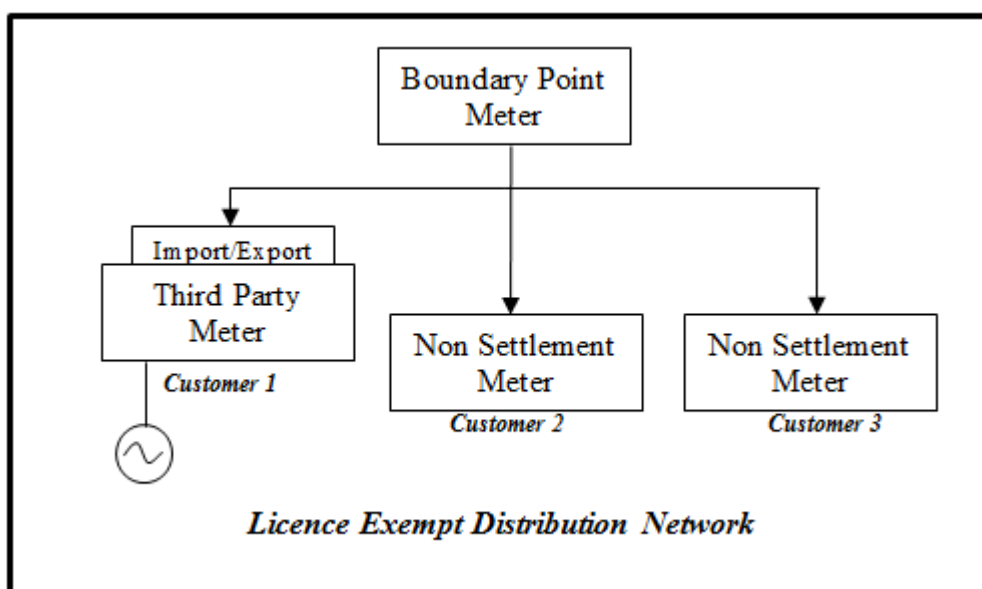 Boundary Point
Meter
Import/Export
Third Party
Meter
Customer 1
Non Settlement
Meter
Customer 2
Non Settlement
Meter
Customer 3
Licence Exempt Distribution Network